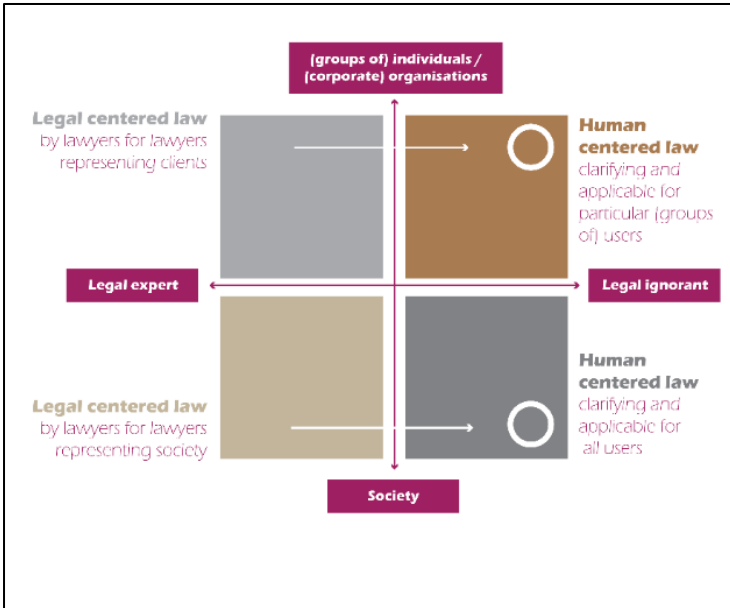 (groups of) individuals /
(corporate) organisations
Legal centered law
by lawyers for lawyers
representing clients
Human
centered law
clarifying and
applicable for
particular (groups
of) users
Legal expert
Legal ignorant
Legal centered law
by lawyers for lawyers
representing society
Human
centered law
clarifying and
applicable for
all users
Society